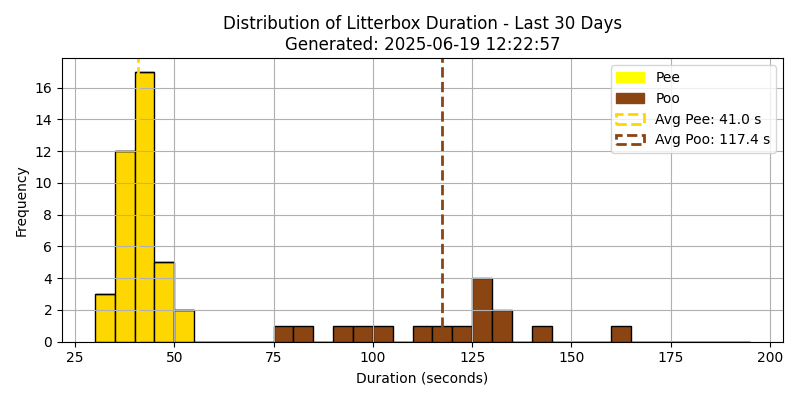 Distribution of Litterbox Duration - Last 30 Days
Generated: 2025-06-19 12:22:57
Pee
Poo
Avg Pee: 41.0 s
Avg Poo: 117.4 s
Frequency
16
14
12
10
8
6
4
2
0
25 50 75 100 125 150 175 200
Duration (seconds)